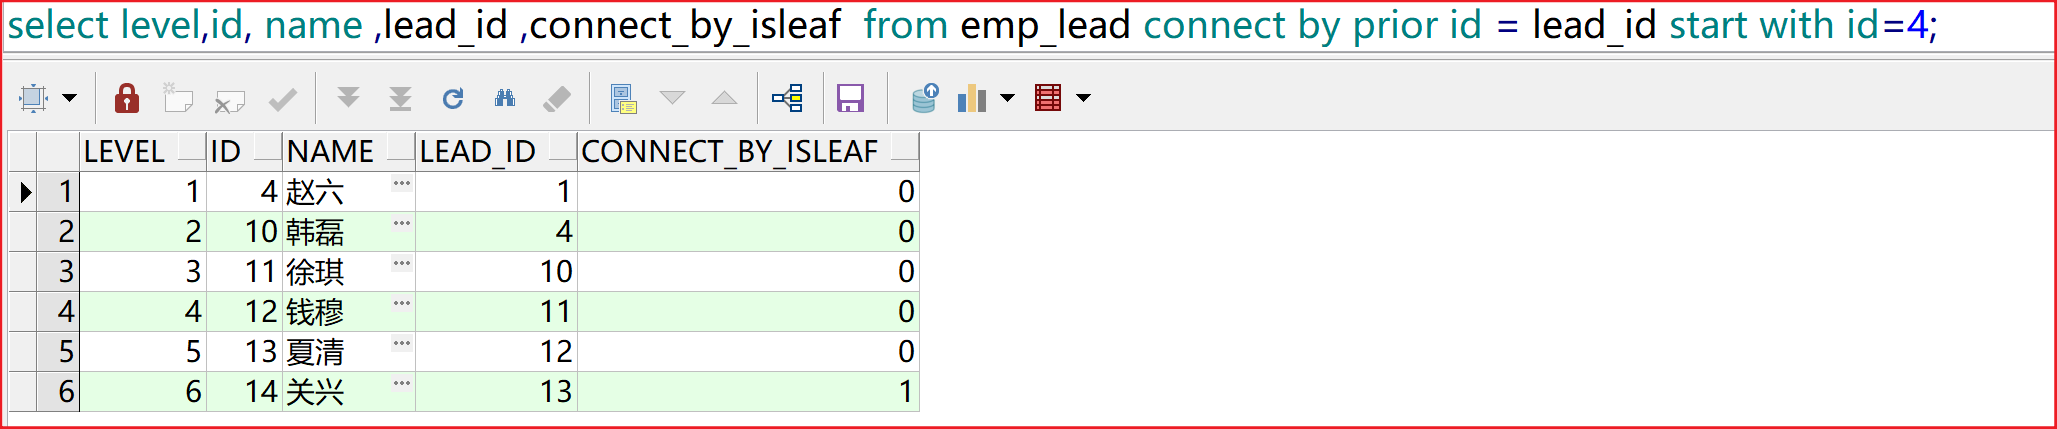 select level,id, name ,lead_id ,connect_by_isleaf  from emp_lead connect by prior id = lead_id start with id=4;
LEVEL ID NAME LEAD_ID CONNECT_BY_ISLEAF
1 1 4 赵六 ... 1 0
2 2 10 韩磊 ... 4 0
3 3 11 徐琪 ... 10 0
4 4 12 钱穆 ... 11 0
5 5 13 夏清 ... 12 0
6 6 14 关兴 ... 13 1